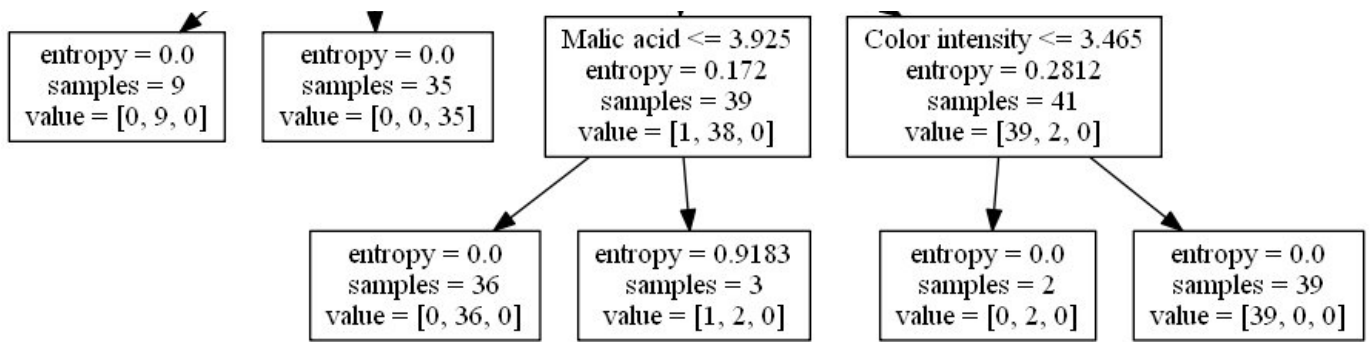 entropy = 0.0
samples = 9
value = [0, 9, 0]
entropy = 0.0
samples = 35
value = [0, 0, 35]
Malic acid <= 3.925
entropy = 0.172
samples = 39
value = [1, 38, 0]
Color intensity <= 3.465
entropy = 0.2812
samples = 41
value = [39, 2, 0]
entropy = 0.0
samples = 36
value = [0, 36, 0]
entropy = 0.9183
samples = 3
value = [1, 2, 0]
entropy = 0.0
samples = 2
value = [0, 2, 0]
entropy = 0.0
samples = 39
value = [39, 0, 0]